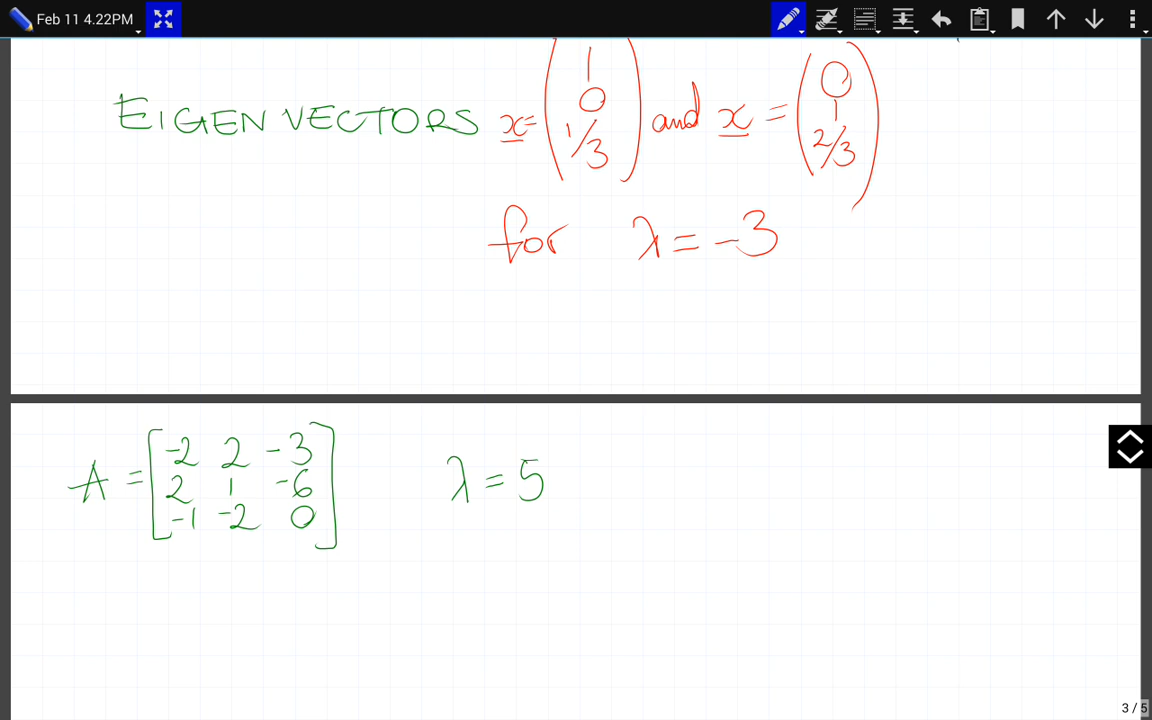 Feb 11 4.22PM
EIGEN VECTORS x = (1 0 1/3) and x = (0 1 2/3)
for λ = -3
A = [-2 2 -3
2 1 -6
-1 -2 0] λ = 5
3 / 5